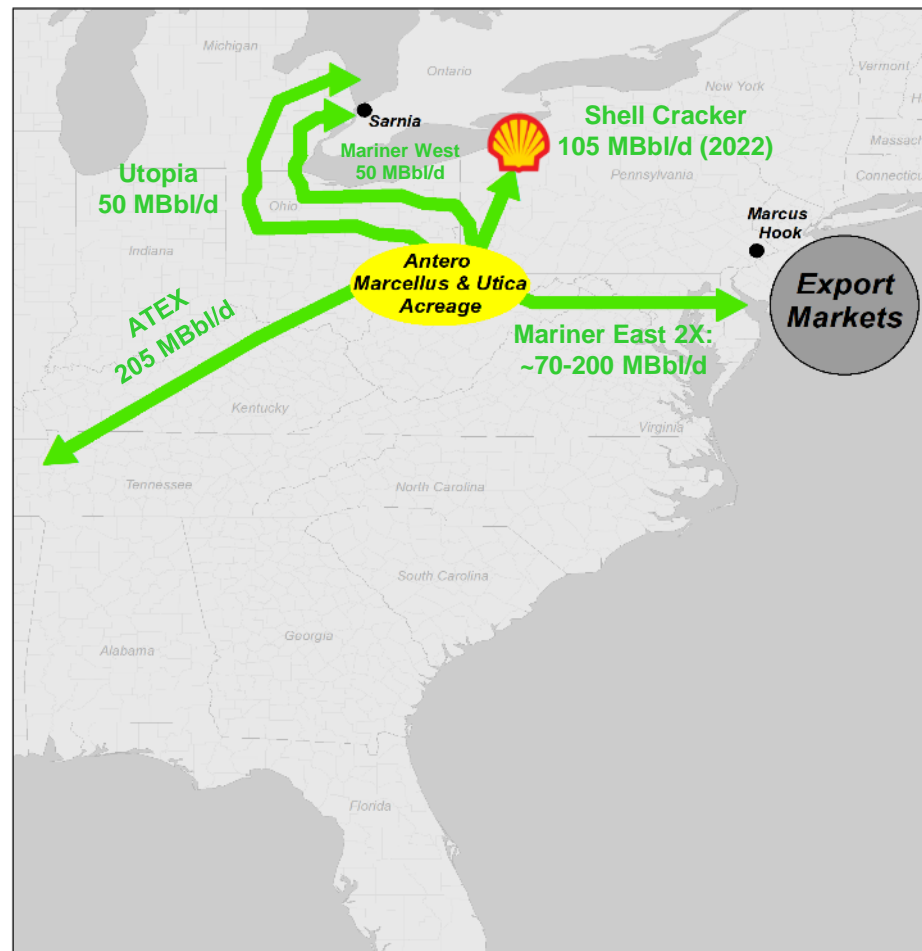 Michigan
Ontario
Vermont
New York
Sarnia
Shell Cracker
105 MBbl/d (2022)
Massach
Mariner West
50 MBbl/d
Utopia
50 MBbl/d
Pennsylvania
Connecticut
Ohio
Marcus
Hook
Indiana
Antero
Marcellus & Utica
Acreage
Export
Markets
ATEX
205 MBbl/d
Mariner East 2X:
~70-200 MBbl/d
Kentucky
Virginia
Tennessee
North Carolina
South Carolina
Georgia
Alabama
Florida